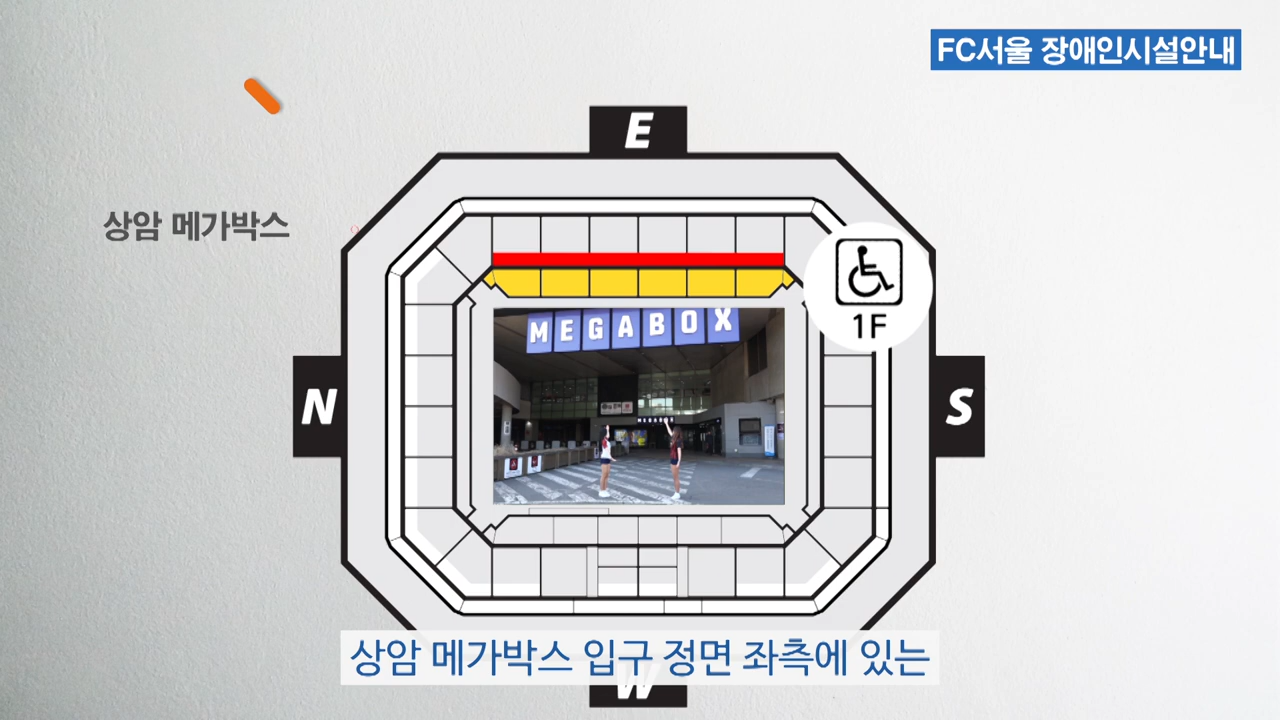 FC서울 장애인시설안내
E
상암 메가박스
1F
MEGABOX
MEGABOX
N
S
상암 메가박스 입구 정면 좌측에 있는
W